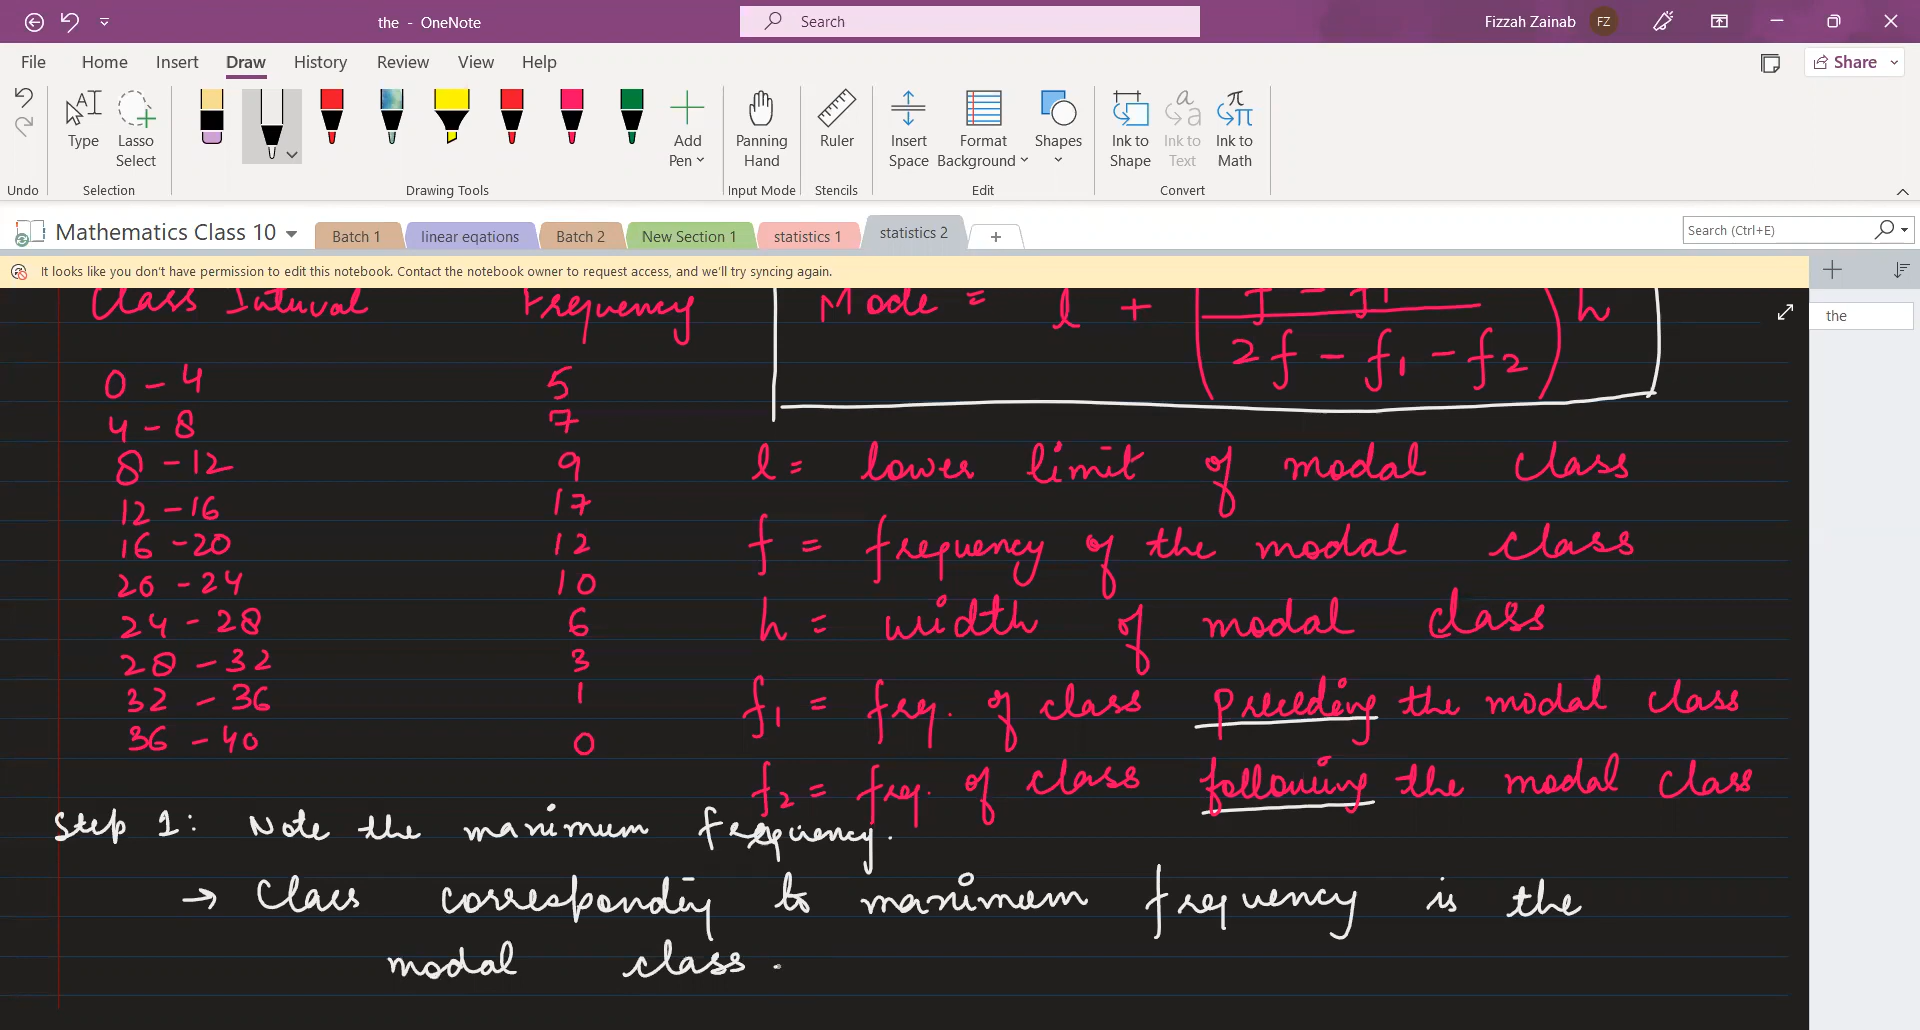 the - OneNote
Search
Fizzah Zainab FZ
File Home Insert Draw History Review View Help
Share
Type
Lasso Select
Add Pen
Panning Hand
Ruler
Insert Space
Format Background
Shapes
Ink to Shape
Ink to Text
Ink to Math
Undo Selection Drawing Tools Input Mode Stencils Edit Convert
Mathematics Class 10 Batch 1 linear eqations Batch 2 New Section 1 statistics 1 statistics 2 +
Search (Ctrl+E)
It looks like you don't have permission to edit this notebook. Contact the notebook owner to request access, and we'll try syncing again.
the
Class Interval Frequency
0 - 4 5
4 - 8 7
8 - 12 9
12 - 16 17
16 - 20 12
20 - 24 10
24 - 28 6
28 - 32 3
32 - 36 1
36 - 40 0
Mode = l + (f - f1 / 2f - f1 - f2) h
l = lower limit of modal class
f = frequency of the modal class
h = width of modal class
f1 = freq. of class preceding the modal class
f2 = freq. of class following the modal class
Step 1: Note the maximum frequency.
→ Class corresponding to maximum frequency is the
modal class.